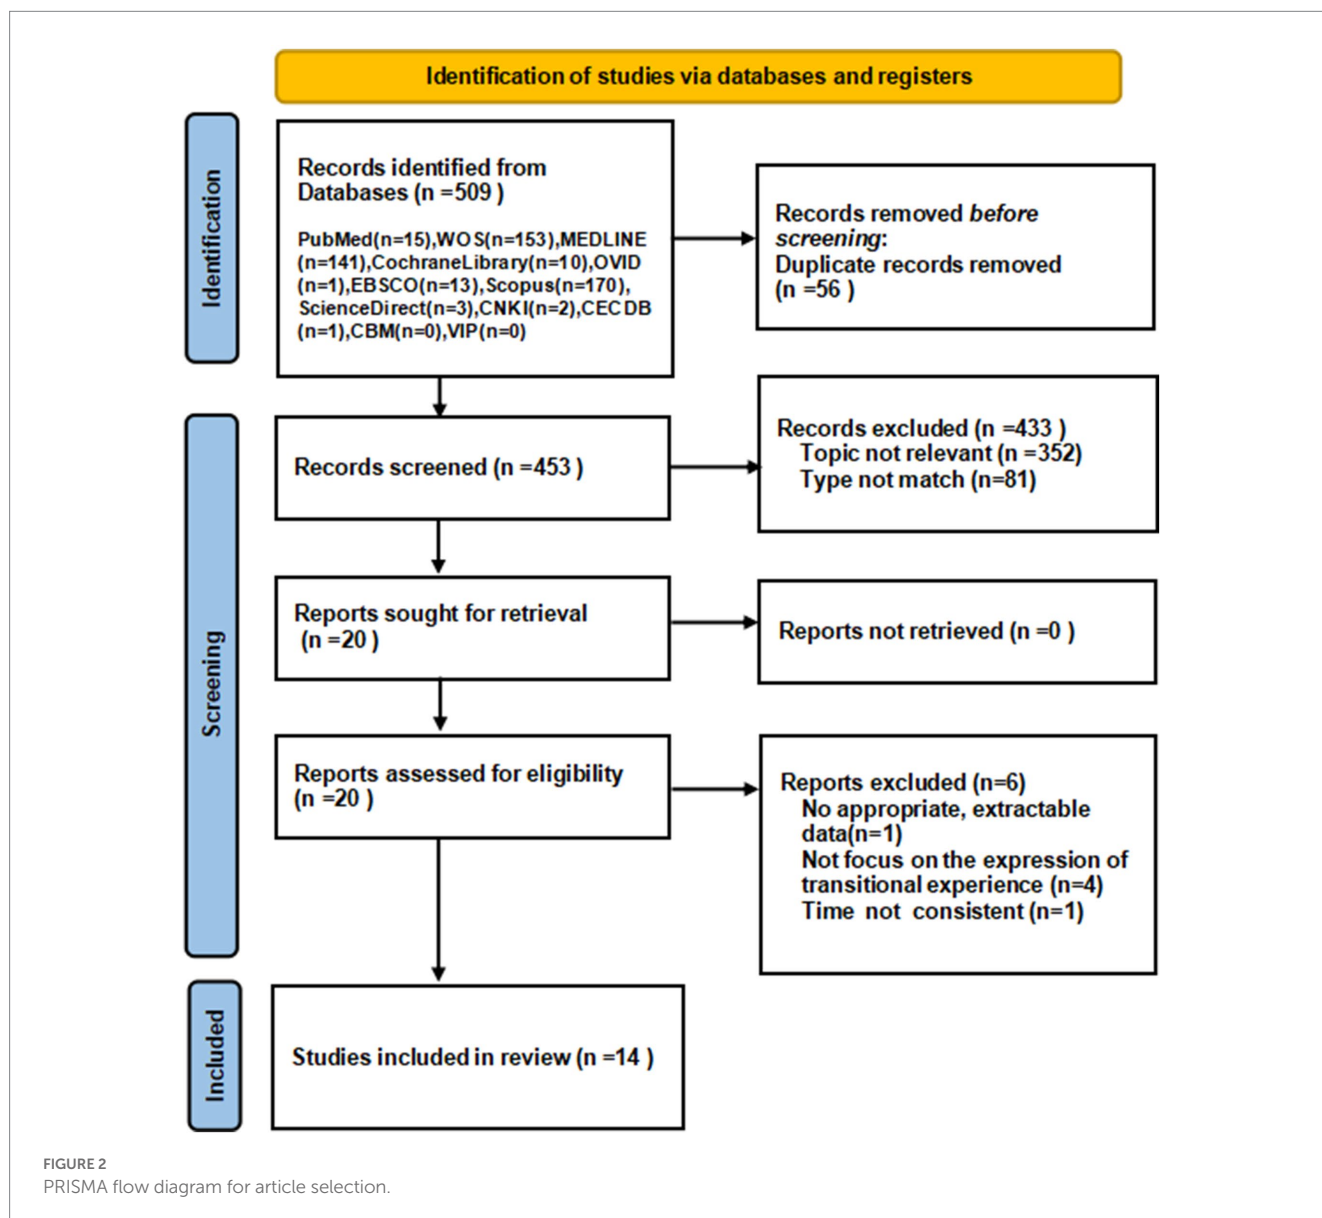 Identification of studies via databases and registers
Identification
Records identified from
Databases (n =509 )
PubMed(n=15),WOS(n=153),MEDLINE
(n=141),CochraneLibrary(n=10),OVID
(n=1),EBSCO(n=13),Scopus(n=170),
ScienceDirect(n=3),CNKI(n=2),CECDB
(n=1),CBM(n=0),VIP(n=0)
Records removed before
screening:
Duplicate records removed
(n =56 )
Screening
Records screened (n =453 )
Records excluded (n =433 )
Topic not relevant (n =352)
Type not match (n=81)
Reports sought for retrieval
(n =20 )
Reports not retrieved (n =0 )
Reports assessed for eligibility
(n =20 )
Reports excluded (n=6)
No appropriate, extractable
data(n=1)
Not focus on the expression of
transitional experience (n=4)
Time not consistent (n=1)
Included
Studies included in review (n =14 )
FIGURE 2
PRISMA flow diagram for article selection.